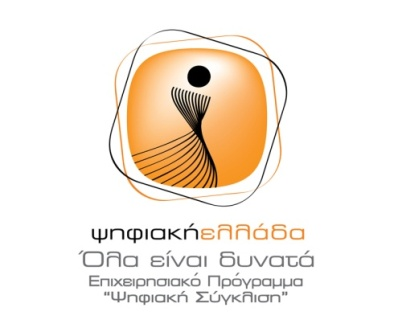 ψηφιακήελλάδα
Όλα είναι δυνατά
Επιχειρησιακό Πρόγραμμα
"Ψηφιακή Σύγκλιση"